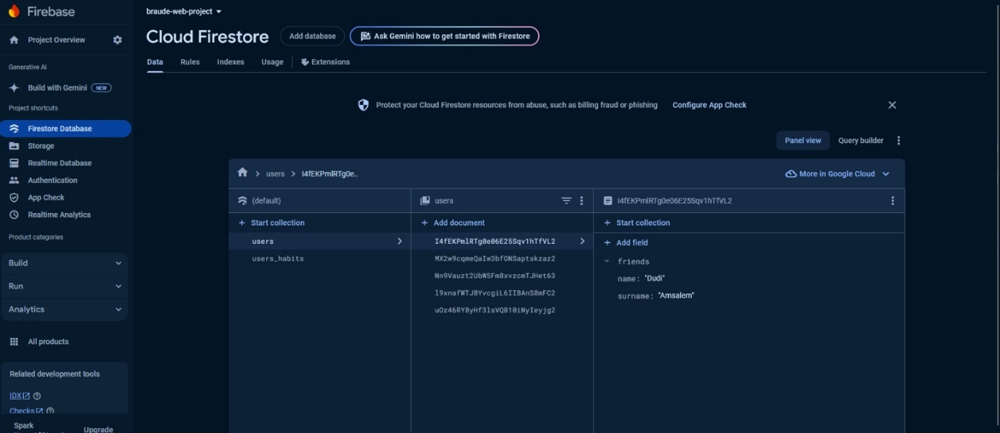 Firebase
Project Overview
Generative AI
Build with Gemini NEW
Project shortcuts
Firestore Database
Storage
Realtime Database
Authentication
App Check
Realtime Analytics
Product categories
Build
Run
Analytics
All products
Related development tools
IDX
Checks
Spark
Upgrade
braude-web-project
Cloud Firestore
Add database
Ask Gemini how to get started with Firestore
Data Rules Indexes Usage Extensions
Protect your Cloud Firestore resources from abuse, such as billing fraud or phishing Configure App Check
Panel view Query builder
users > I4fEKPmlRTg0e..
More in Google Cloud
(default)
+ Start collection
users
users_habits
users
+ Add document
I4fEKPmlRTg0e06E25Sqv1hTfVL2
MX2w9cqmeQaIw3bfONSaptskzaz2
Nn9Vauzt2UbW5Fm8xvzcmTJHet63
l9xnafWTJBYvcgiL6IIBAnS8mFC2
uOz46RY8yHf3lsVQB10iNyIeyjg2
I4fEKPmlRTg0e06E25Sqv1hTfVL2
+ Start collection
+ Add field
friends
name: "Dudi"
surname: "Amsalem"